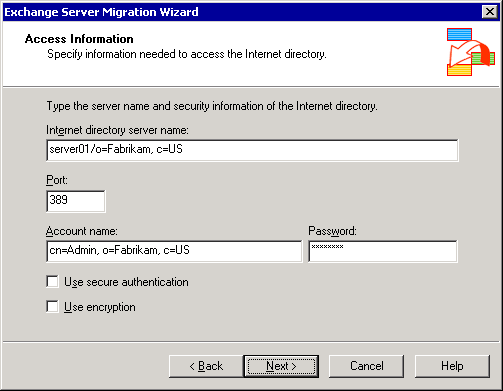 Exchange Server Migration Wizard
Access Information
Specify information needed to access the Internet directory.
Type the server name and security information of the Internet directory.
Internet directory server name:
server01/o=Fabrikam, c=US
Port:
389
Account name: Password:
cn=Admin, o=Fabrikam, c=US ********
Use secure authentication
Use encryption
< Back Next > Cancel Help